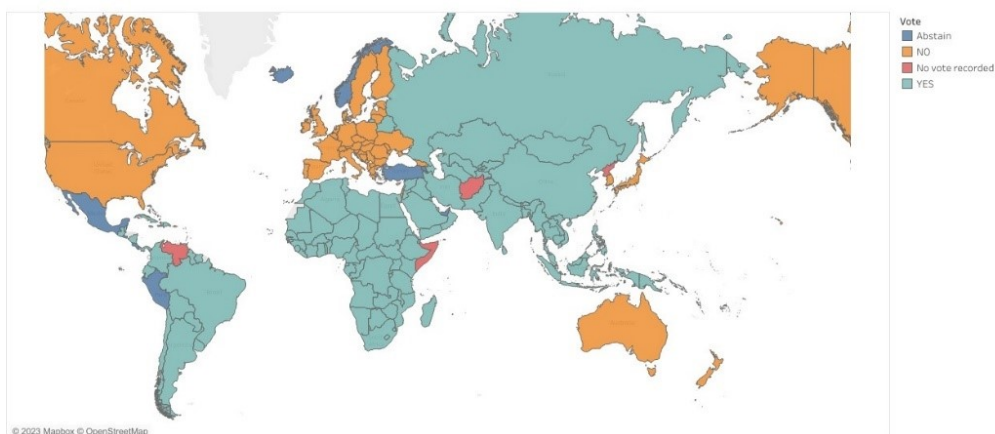 Vote
Abstain
NO
No vote recorded
YES
© 2023 Mapbox © OpenStreetMap